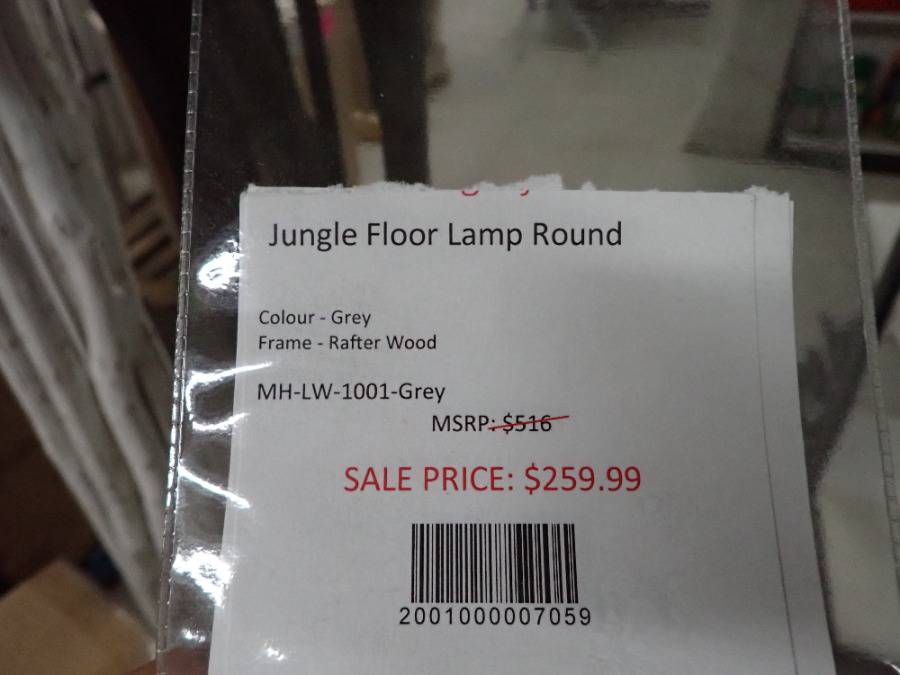 Jungle Floor Lamp Round
Colour - Grey
Frame - Rafter Wood
MH-LW-1001-Grey
MSRP: $516
SALE PRICE: $259.99
2001000007059